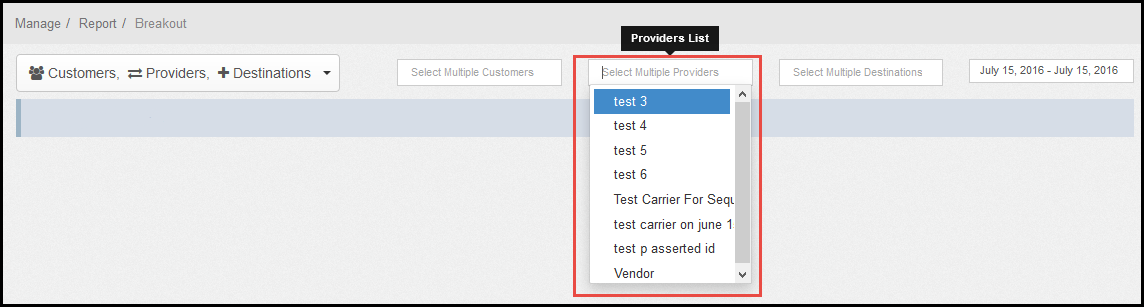 Manage / Report / Breakout
Providers List
Customers, Providers, Destinations
Select Multiple Customers
Select Multiple Providers
Select Multiple Destinations
July 15, 2016 - July 15, 2016
test 3
test 4
test 5
test 6
Test Carrier For Sequ
test carrier on june 1
test p asserted id
Vendor